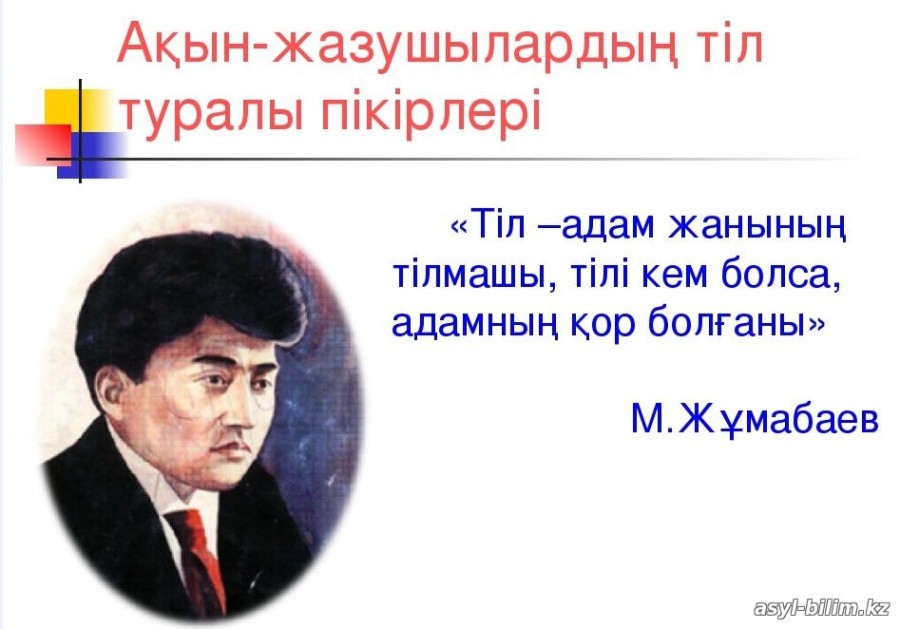 Ақын-жазушылардың тіл
туралы пікірлері
«Тіл –адам жанының
тілмашы, тілі кем болса,
адамның қор болғаны»
М.Жұмабаев
asyl-bilim.kz